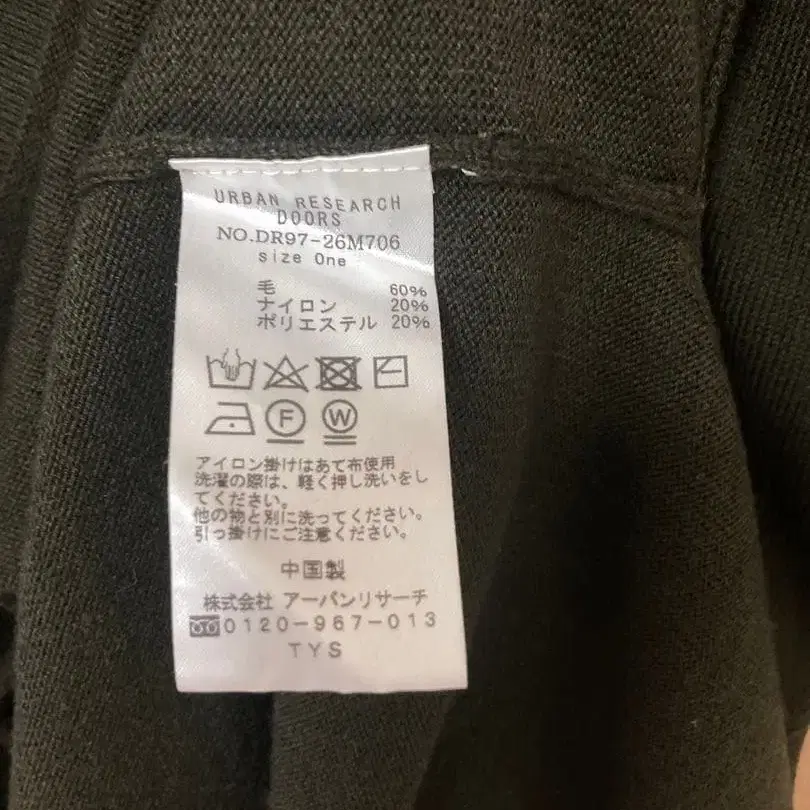 URBAN RESEARCH
DOORS
NO.DR97-26M706
size One
毛 60%
ナイロン 20%
ポリエステル 20%
F W
アイロン掛けはあて布使用
洗濯の際は、軽く押し洗いをし
てください。
他の物と別に洗ってください。
引っ掛けにご注意ください。
中国製
株式会社 アーバンリサーチ
0120-967-013
TYS